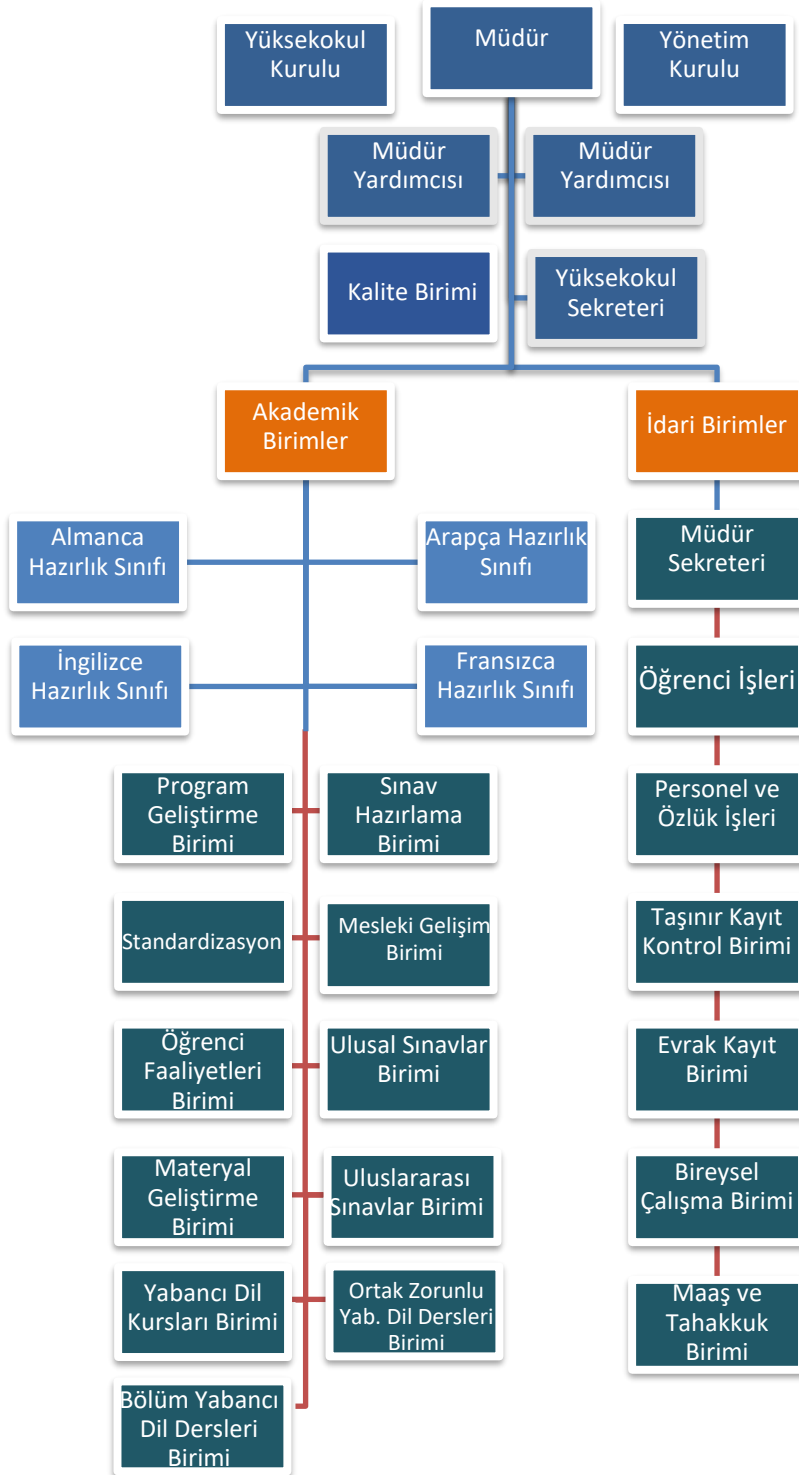 Yüksekokul
Kurulu
Müdür
Yönetim
Kurulu
Müdür
Yardımcısı
Müdür
Yardımcısı
Kalite Birimi
Yüksekokul
Sekreteri
Akademik
Birimler
İdari Birimler
Almanca
Hazırlık Sınıfı
Arapça Hazırlık
Sınıfı
Müdür
Sekreteri
İngilizce
Hazırlık Sınıfı
Fransızca
Hazırlık Sınıfı
Öğrenci İşleri
Program
Geliştirme
Birimi
Sınav
Hazırlama
Birimi
Personel ve
Özlük İşleri
Standardizasyon
Mesleki Gelişim
Birimi
Taşınır Kayıt
Kontrol Birimi
Öğrenci
Faaliyetleri
Birimi
Ulusal Sınavlar
Birimi
Evrak Kayıt
Birimi
Materyal
Geliştirme
Birimi
Uluslararası
Sınavlar Birimi
Bireysel
Çalışma Birimi
Yabancı Dil
Kursları Birimi
Ortak Zorunlu
Yab. Dil Dersleri
Birimi
Maaş ve
Tahakkuk
Birimi
Bölüm Yabancı
Dil Dersleri
Birimi